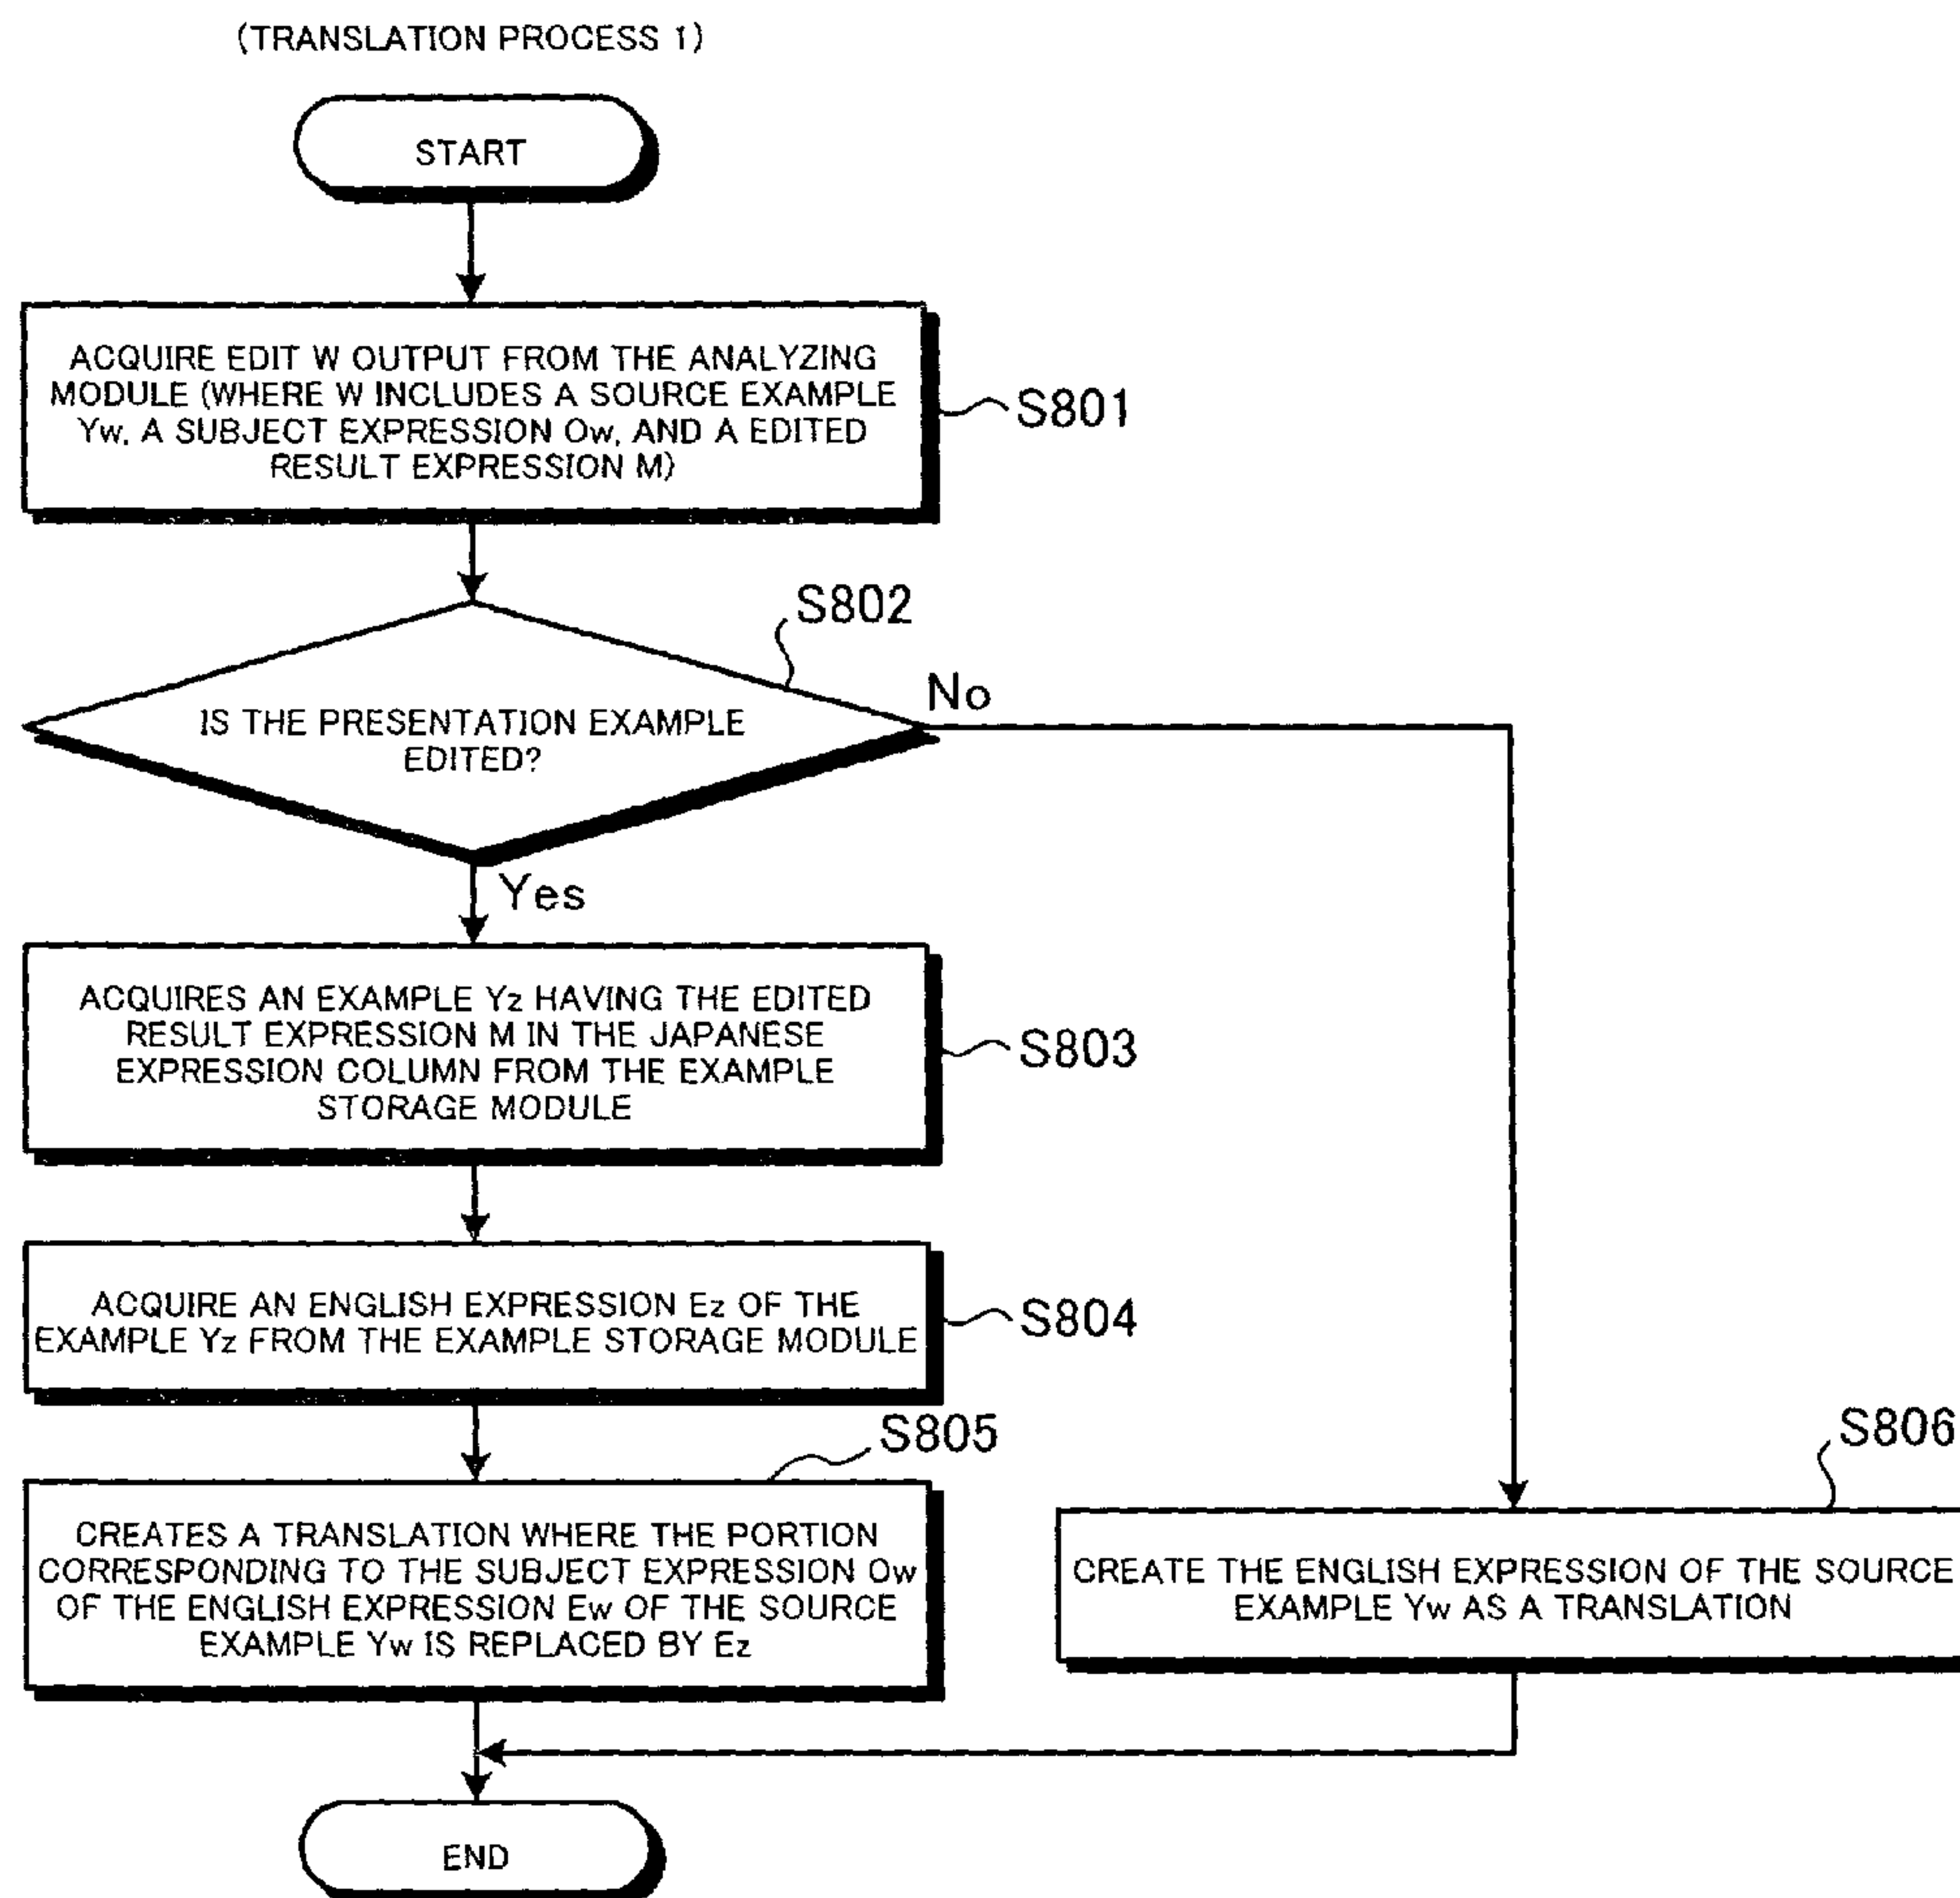 (TRANSLATION PROCESS 1)
START
ACQUIRE EDIT W OUTPUT FROM THE ANALYZING
MODULE (WHERE W INCLUDES A SOURCE EXAMPLE
Yw, A SUBJECT EXPRESSION Ow, AND A EDITED
RESULT EXPRESSION M)
S801
S802
IS THE PRESENTATION EXAMPLE
EDITED?
No
Yes
ACQUIRES AN EXAMPLE Yz HAVING THE EDITED
RESULT EXPRESSION M IN THE JAPANESE
EXPRESSION COLUMN FROM THE EXAMPLE
STORAGE MODULE
S803
ACQUIRE AN ENGLISH EXPRESSION Ez OF THE
EXAMPLE Yz FROM THE EXAMPLE STORAGE MODULE
S804
S805
CREATES A TRANSLATION WHERE THE PORTION
CORRESPONDING TO THE SUBJECT EXPRESSION Ow
OF THE ENGLISH EXPRESSION Ew OF THE SOURCE
EXAMPLE Yw IS REPLACED BY Ez
S806
CREATE THE ENGLISH EXPRESSION OF THE SOURCE
EXAMPLE Yw AS A TRANSLATION
END